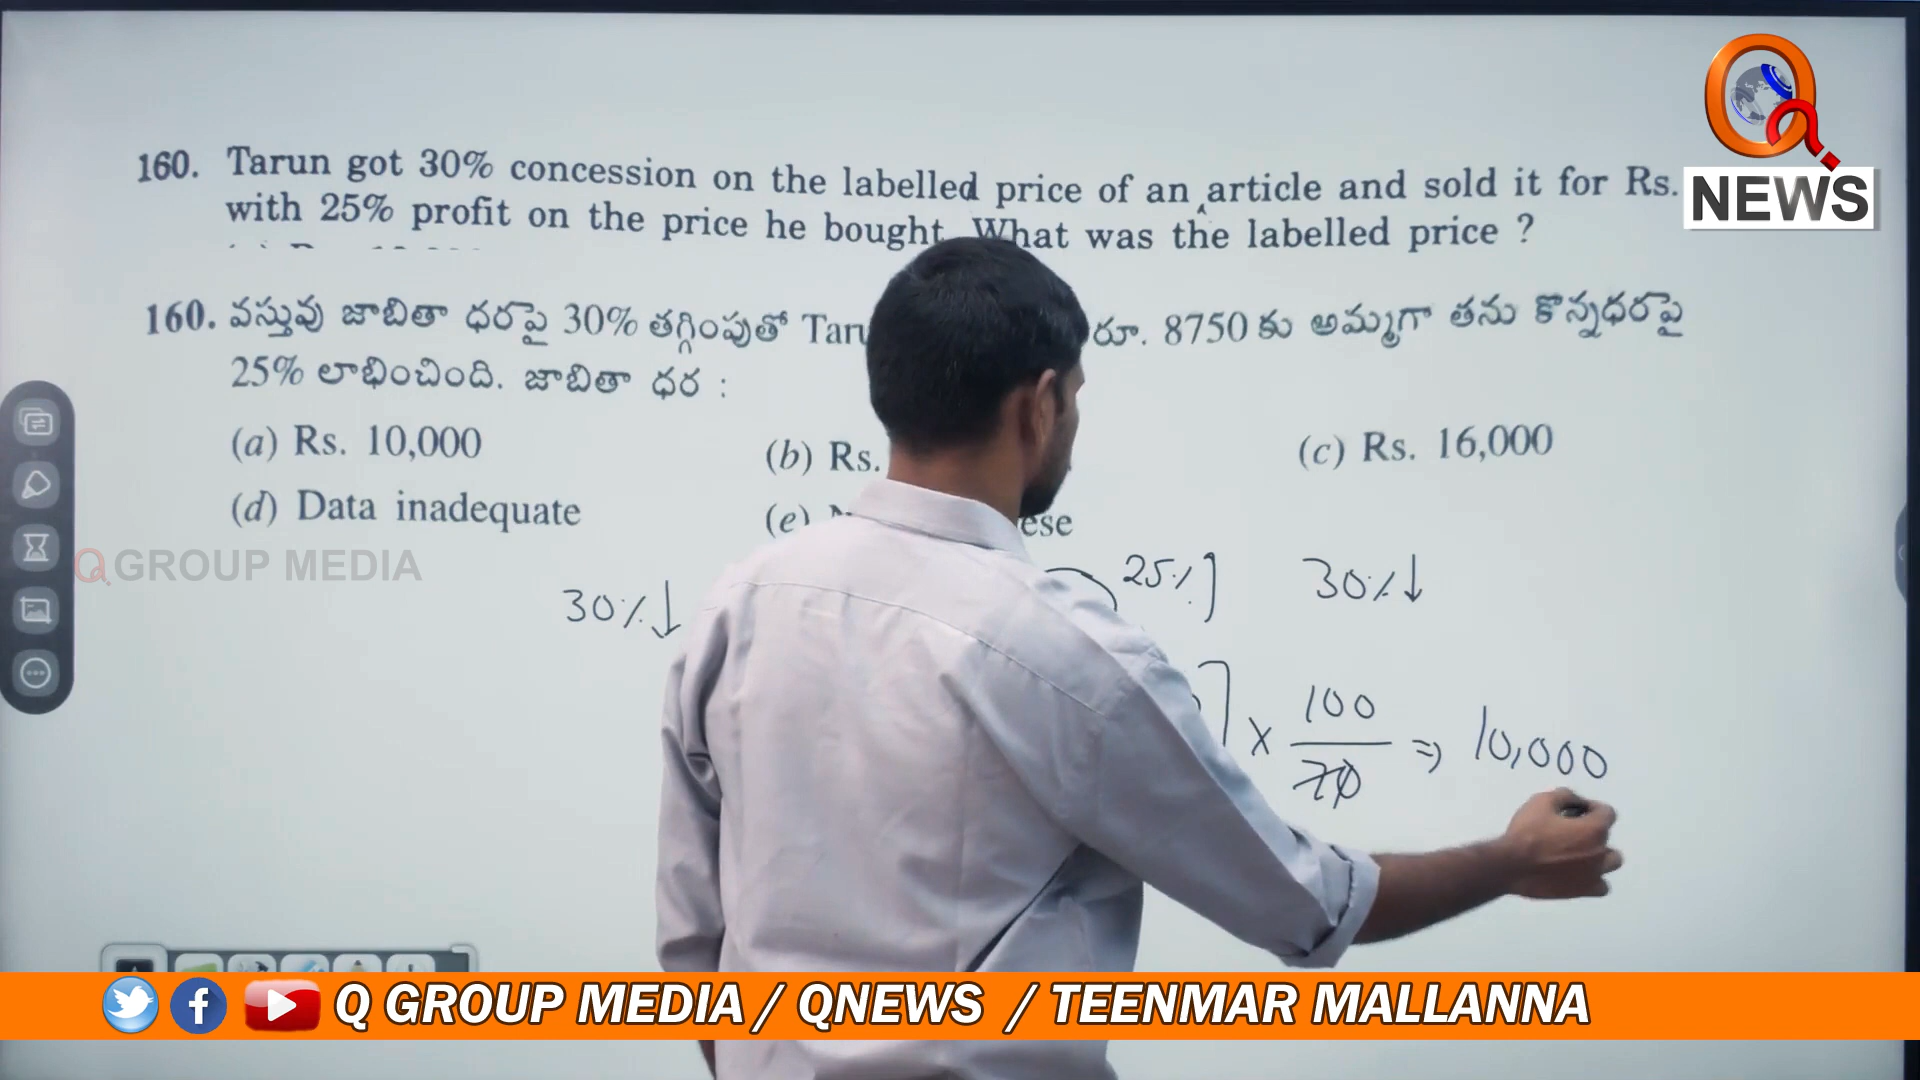 160. Tarun got 30% concession on the labelled price of an article and sold it for Rs.
with 25% profit on the price he bought. What was the labelled price ?
160. వస్తువు జాబితా ధరపై 30% తగ్గింపుతో రూ. 8750 కు అమ్మగా తను కొన్నధరపై
25% లాభించింది. జాబితా ధర :
(a) Rs. 10,000 (b) Rs. (c) Rs. 16,000
(d) Data inadequate (e)
30%↓ 25%↑ 30%↓
× 100/70 ⇒ 10,000
Q NEWS
Q GROUP MEDIA
Q GROUP MEDIA / QNEWS / TEENMAR MALLANNA